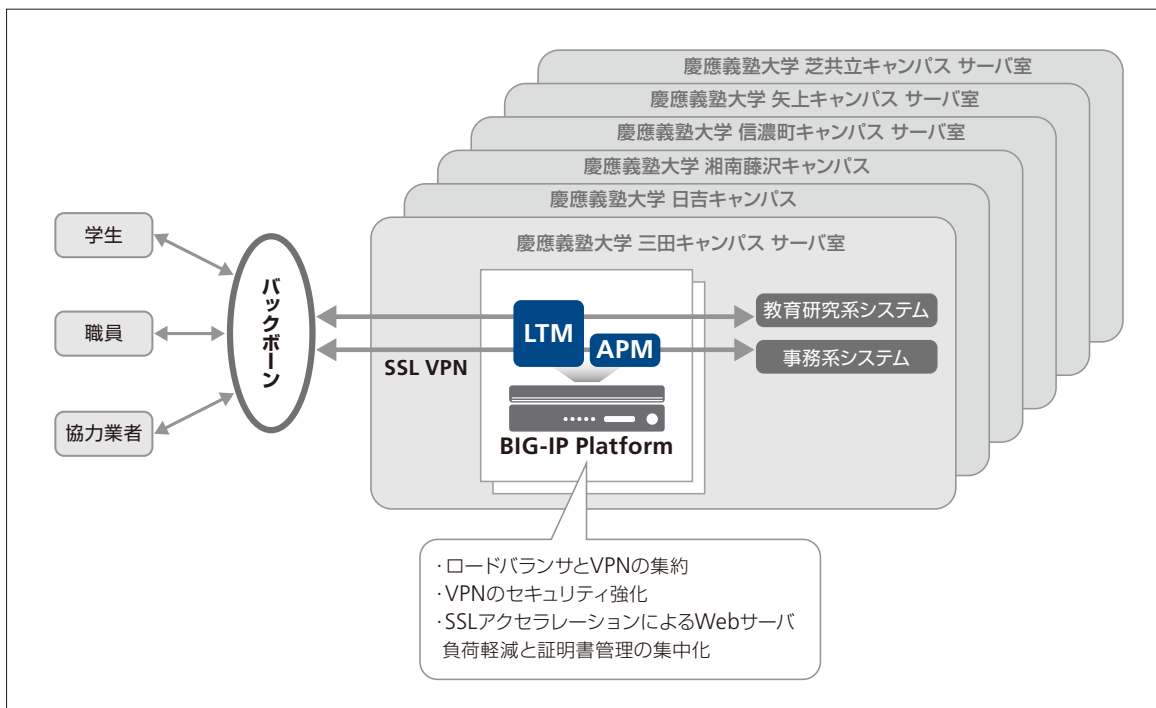 慶應義塾大学 芝共立キャンパス サーバ室
慶應義塾大学 矢上キャンパス サーバ室
慶應義塾大学 信濃町キャンパス サーバ室
慶應義塾大学 湘南藤沢キャンパス
慶應義塾大学 日吉キャンパス
慶應義塾大学 三田キャンパス サーバ室
学生
職員
協力業者
バックボーン
SSL VPN
LTM
APM
BIG-IP Platform
教育研究系システム
事務系システム
・ロードバランサとVPNの集約
・VPNのセキュリティ強化
・SSLアクセラレーションによるWebサーバ
負荷軽減と証明書管理の集中化